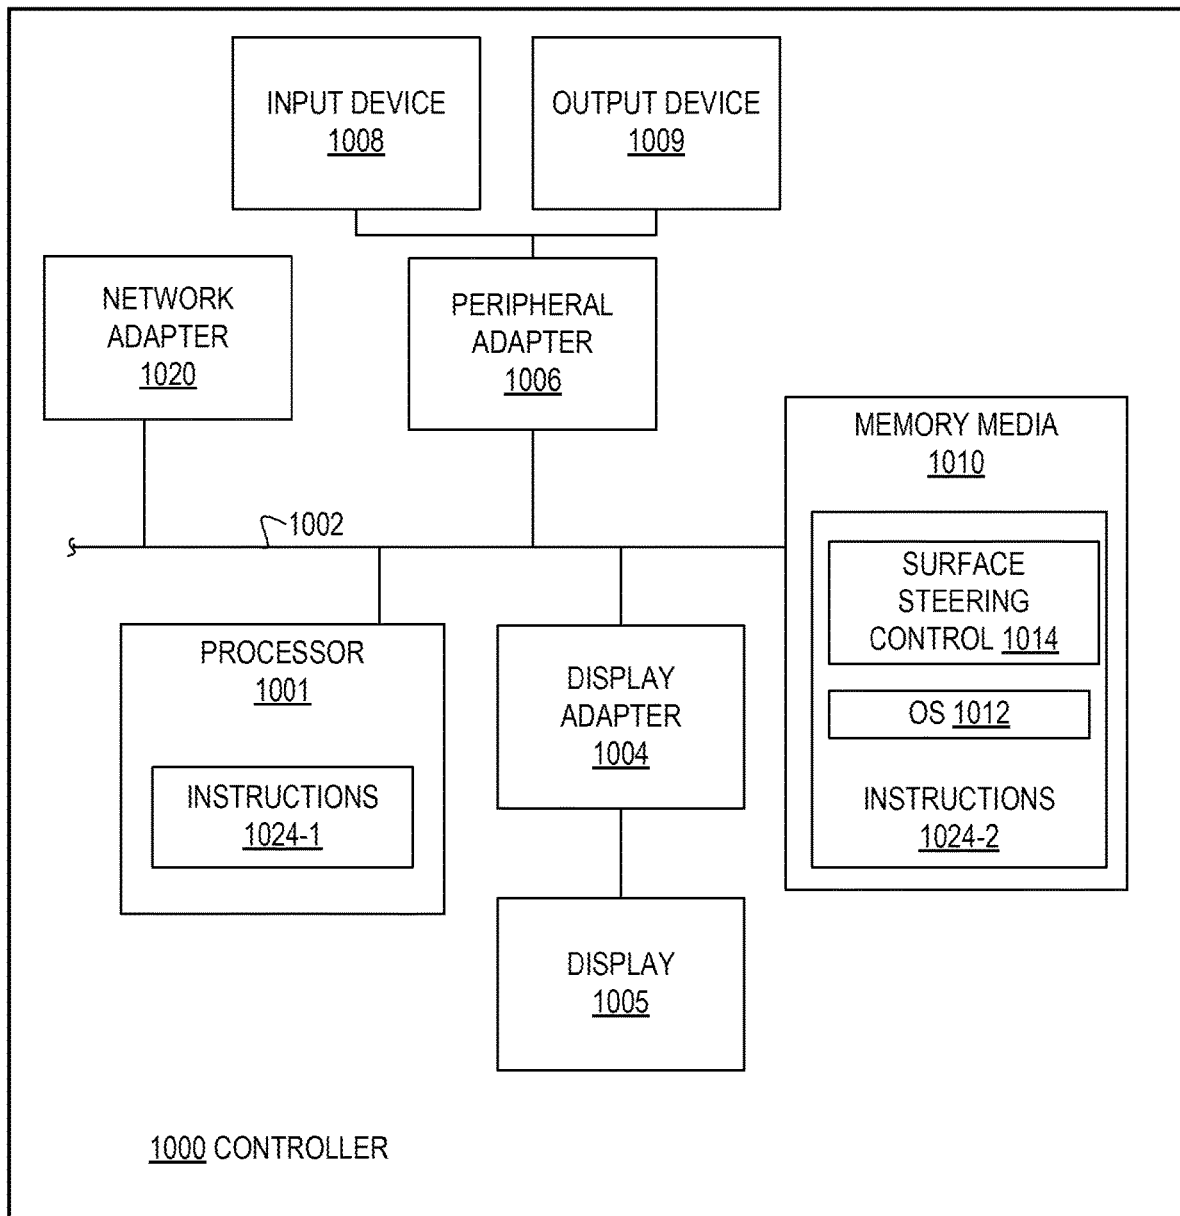 INPUT DEVICE
1008
OUTPUT DEVICE
1009
NETWORK
ADAPTER
1020
PERIPHERAL
ADAPTER
1006
MEMORY MEDIA
1010
1002
SURFACE
STEERING
CONTROL 1014
OS 1012
INSTRUCTIONS
1024-2
PROCESSOR
1001
INSTRUCTIONS
1024-1
DISPLAY
ADAPTER
1004
DISPLAY
1005
1000 CONTROLLER